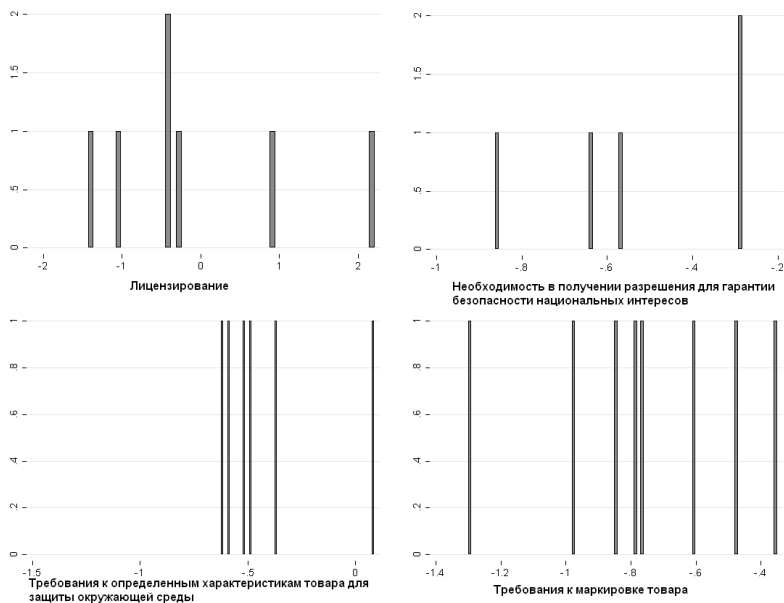 2
1.5
1
.5
0
-2 -1 0 1 2
Лицензирование
2
1.5
1
.5
0
-1 -.8 -.6 -.4 -.2
Необходимость в получении разрешения для гарантии
безопасности национальных интересов
1
.8
.6
.4
.2
0
-1.5 -1 -.5 0
Требования к определенным характеристикам товара для
защиты окружающей среды
1
.8
.6
.4
.2
0
-1.4 -1.2 -1 -.8 -.6 -.4
Требования к маркировке товара